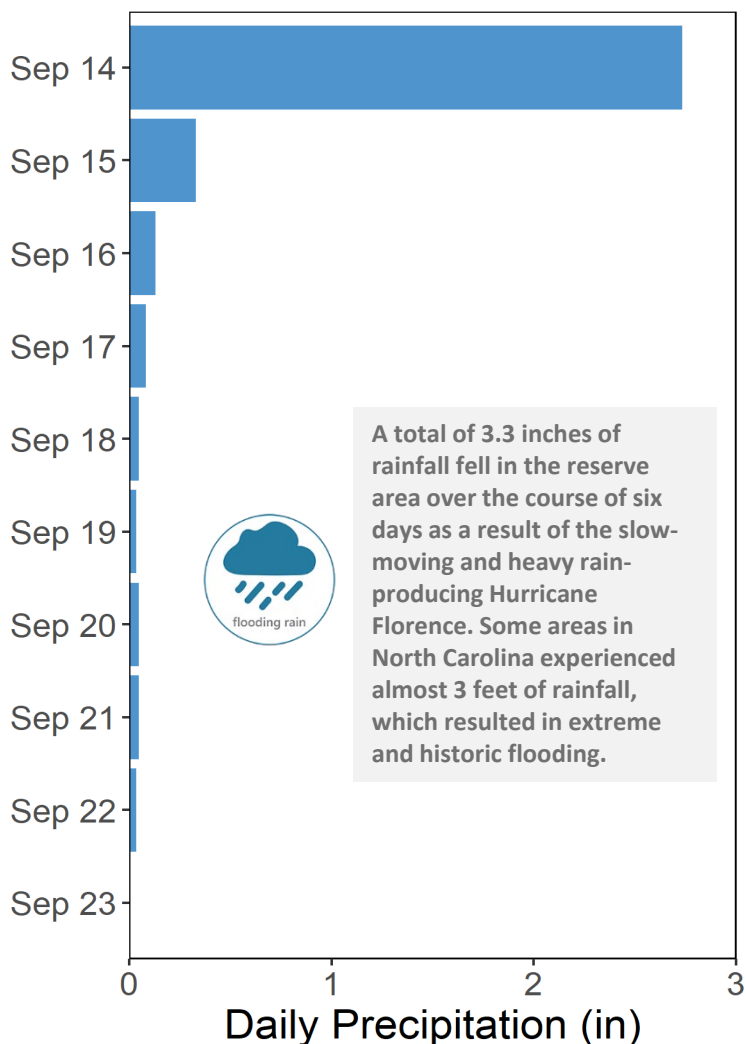 Sep 14
Sep 15
Sep 16
Sep 17
Sep 18
Sep 19
Sep 20
Sep 21
Sep 22
Sep 23
A total of 3.3 inches of
rainfall fell in the reserve
area over the course of six
days as a result of the slow-
moving and heavy rain-
producing Hurricane
Florence. Some areas in
North Carolina experienced
almost 3 feet of rainfall,
which resulted in extreme
and historic flooding.
flooding rain
0 1 2 3
Daily Precipitation (in)